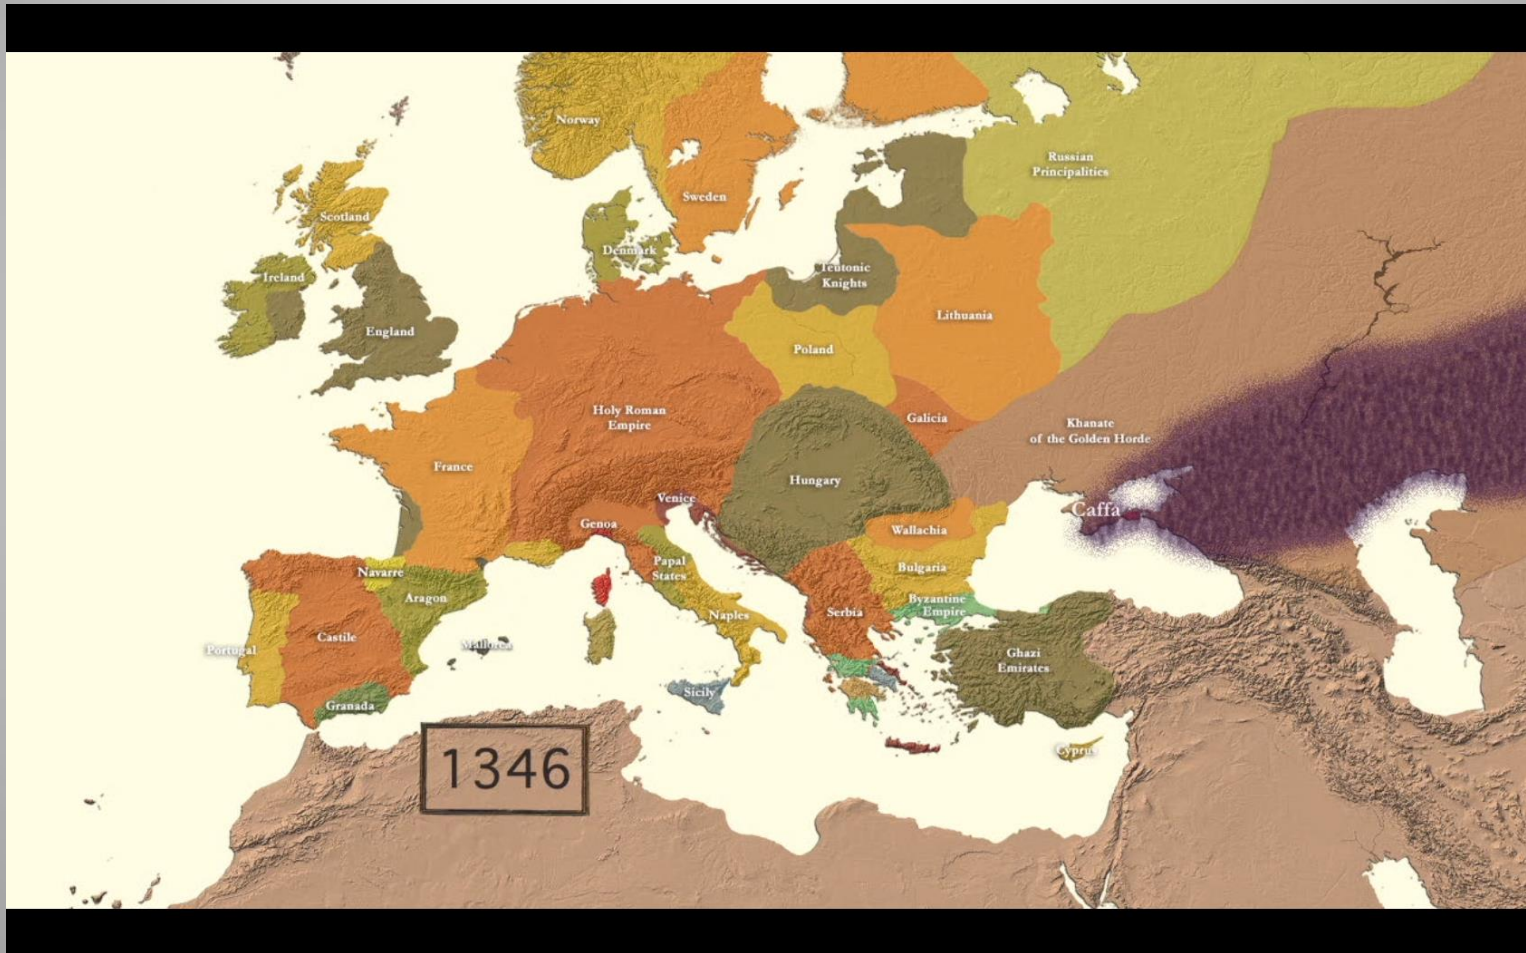 Norway
Russian
Principalities
Sweden
Scotland
Denmark
Teutonic
Knights
Ireland
England
Lithuania
Poland
Holy Roman
Empire
Galicia
Khanate
of the Golden Horde
France
Hungary
Venice
Caffa
Genoa
Wallachia
Papal
States
Bulgaria
Navarre
Aragon
Byzantine
Empire
Naples
Serbia
Castile
Mallorca
Portugal
Ghazi
Emirates
Sicily
Granada
Cyprus
1346